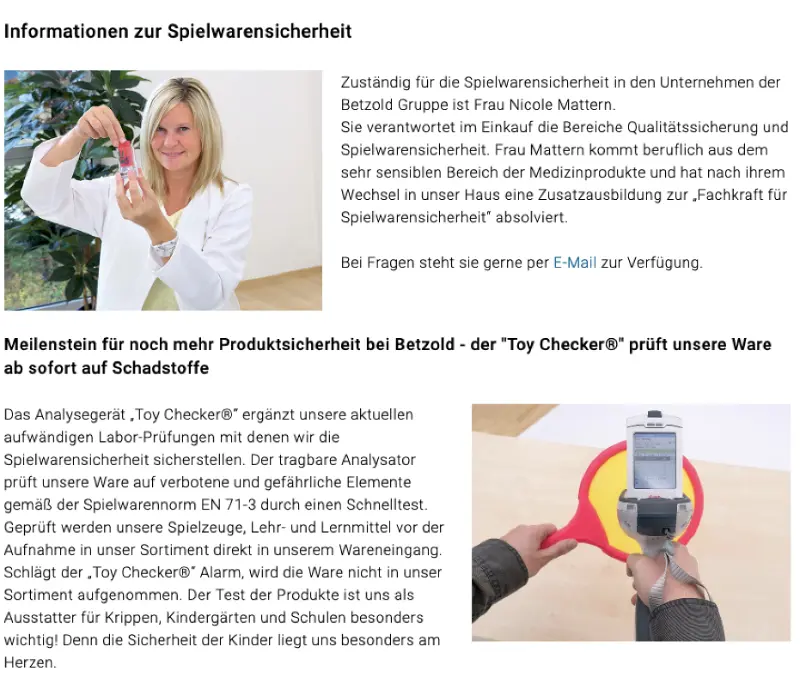 Informationen zur Spielwarensicherheit
Zuständig für die Spielwarensicherheit in den Unternehmen der
Betzold Gruppe ist Frau Nicole Mattern.
Sie verantwortet im Einkauf die Bereiche Qualitätssicherung und
Spielwarensicherheit. Frau Mattern kommt beruflich aus dem
sehr sensiblen Bereich der Medizinprodukte und hat nach ihrem
Wechsel in unser Haus eine Zusatzausbildung zur „Fachkraft für
Spielwarensicherheit“ absolviert.
Bei Fragen steht sie gerne per E-Mail zur Verfügung.
Meilenstein für noch mehr Produktsicherheit bei Betzold - der "Toy Checker®" prüft unsere Ware
ab sofort auf Schadstoffe
Das Analysegerät „Toy Checker®“ ergänzt unsere aktuellen
aufwändigen Labor-Prüfungen mit denen wir die
Spielwarensicherheit sicherstellen. Der tragbare Analysator
prüft unsere Ware auf verbotene und gefährliche Elemente
gemäß der Spielwarennorm EN 71-3 durch einen Schnelltest.
Geprüft werden unsere Spielzeuge, Lehr- und Lernmittel vor der
Aufnahme in unser Sortiment direkt in unserem Wareneingang.
Schlägt der „Toy Checker®“ Alarm, wird die Ware nicht in unser
Sortiment aufgenommen. Der Test der Produkte ist uns als
Ausstatter für Krippen, Kindergärten und Schulen besonders
wichtig! Denn die Sicherheit der Kinder liegt uns besonders am
Herzen.